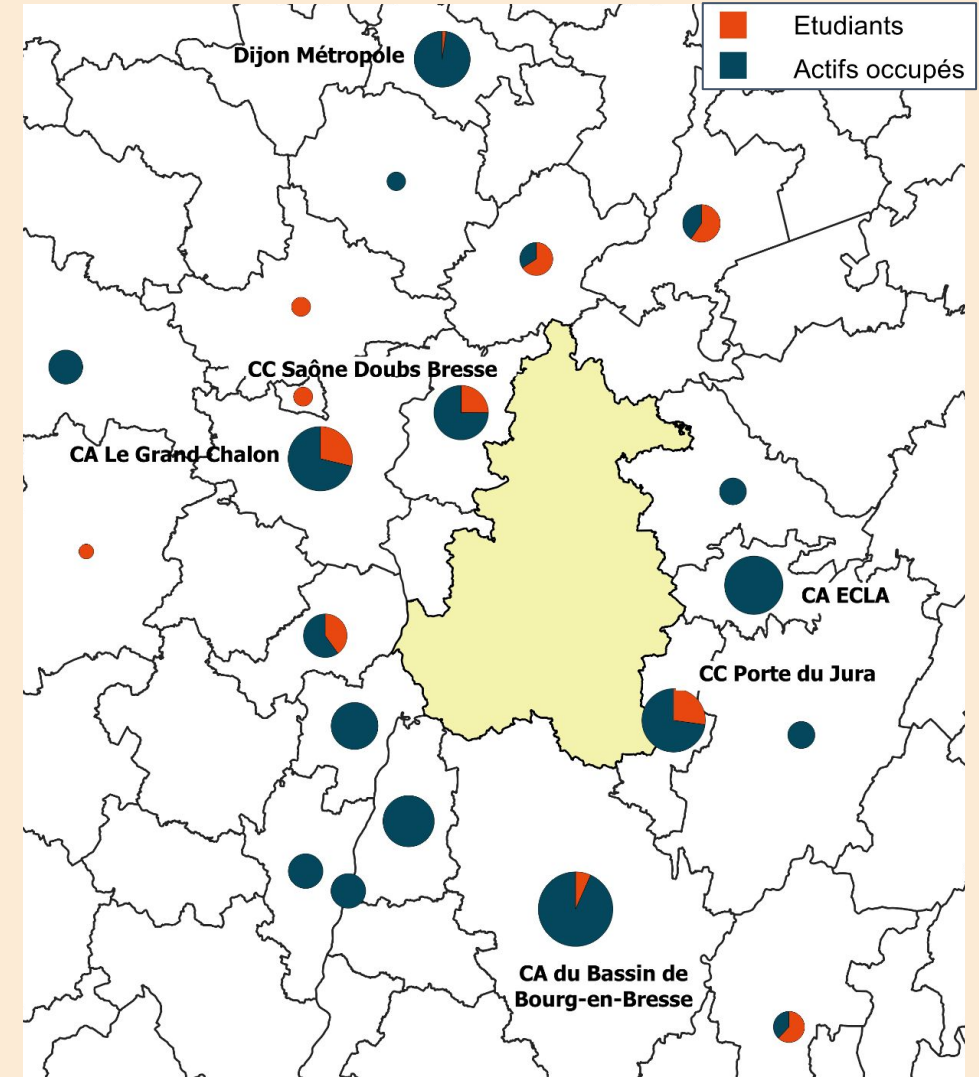 Etudiants
Actifs occupés
Dijon Métropole
CC Saône Doubs Bresse
CA Le Grand Chalon
CA ECLA
CC Porte du Jura
CA du Bassin de
Bourg-en-Bresse